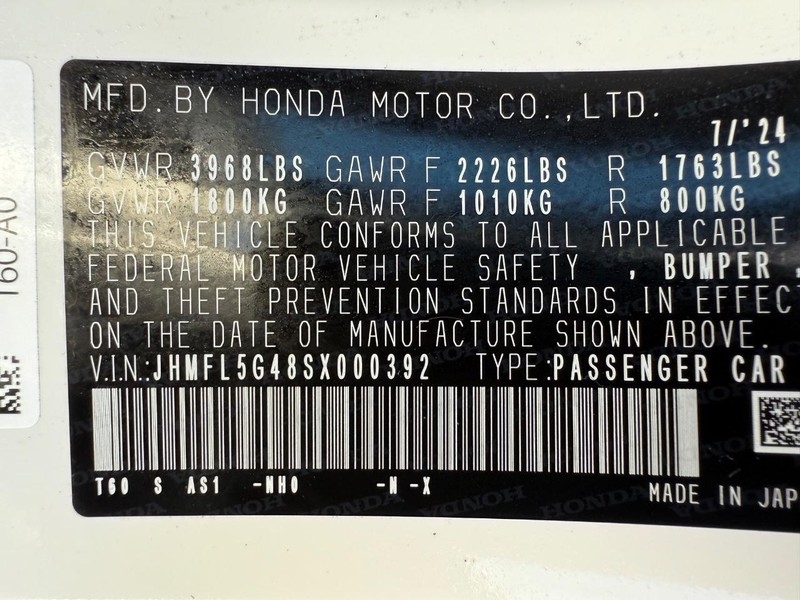 MFD. BY HONDA MOTOR CO., LTD.
7/'24
GVWR 3968LBS GAWR F 2226LBS R 1763LBS
GVWR 1800KG GAWR F 1010KG R 800KG
THIS VEHICLE CONFORMS TO ALL APPLICABLE
FEDERAL MOTOR VEHICLE SAFETY , BUMPER ,
AND THEFT PREVENTION STANDARDS IN EFFECT
ON THE DATE OF MANUFACTURE SHOWN ABOVE.
V.I.N.:JHMFL5G48SX000392 TYPE:PASSENGER CAR
T60 S AS1 -NH0 -N -X
MADE IN JAP
T60-A0